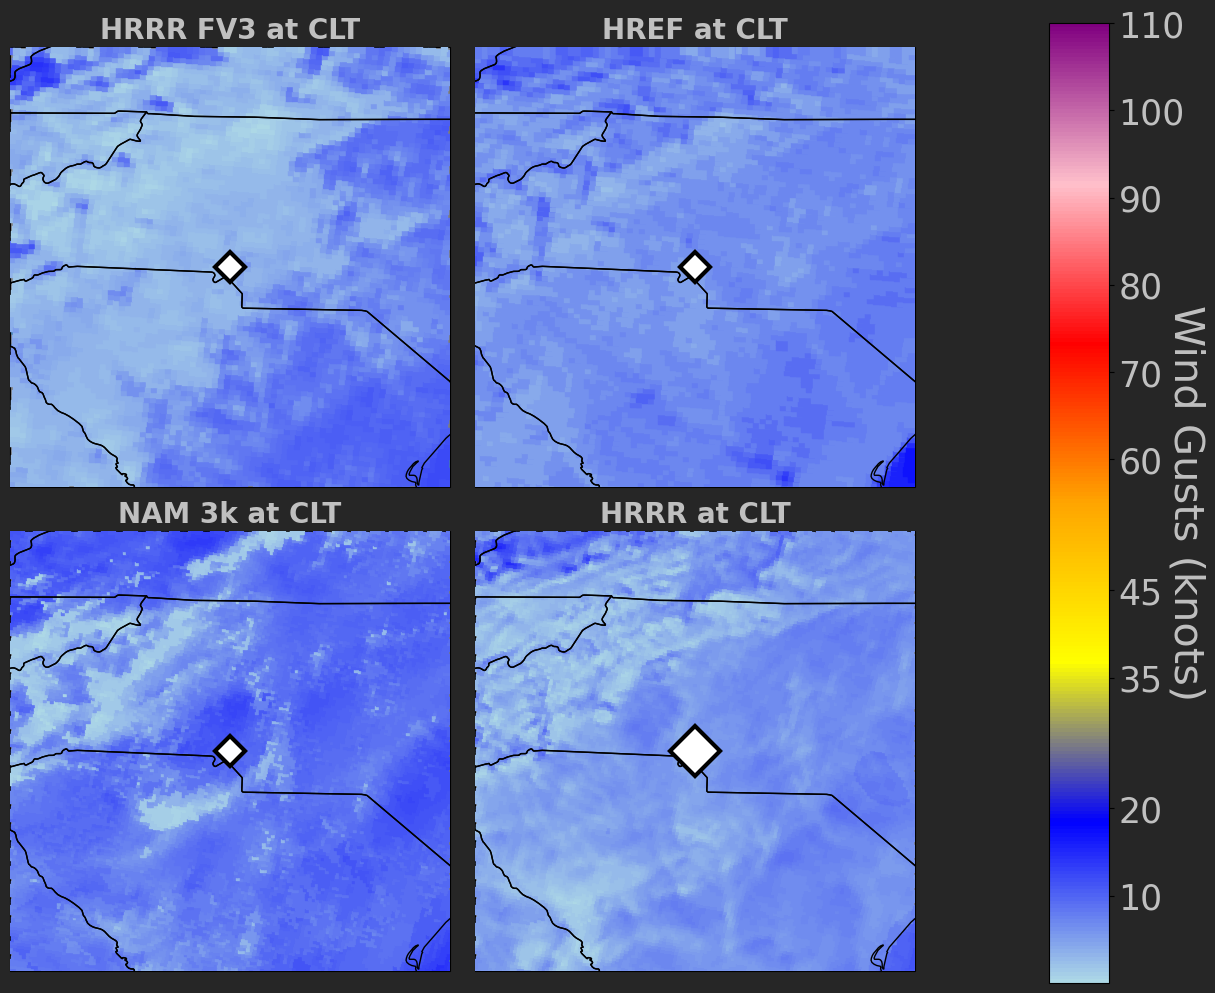 HRRR FV3 at CLT
HREF at CLT
NAM 3k at CLT
HRRR at CLT
110
100
90
80
70
60
45
35
20
10
Wind Gusts (knots)